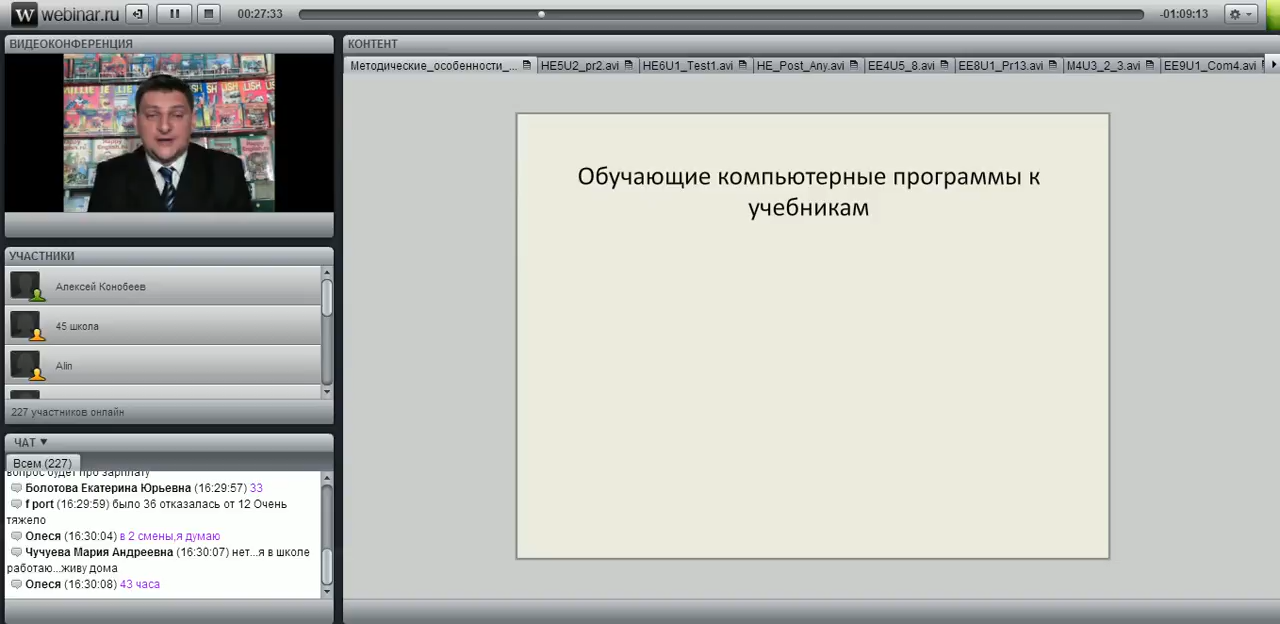 webinar.ru
00:27:33
-01:09:13
ВИДЕОКОНФЕРЕНЦИЯ
УЧАСТНИКИ
Алексей Конобеев
45 школа
Alin
227 участников онлайн
ЧАТ
Всем (227)
вопрос будет про зарплату
Болотова Екатерина Юрьевна (16:29:57) 33
f port (16:29:59) было 36 отказалась от 12 Очень
тяжело
Олеся (16:30:04) в 2 смены,я думаю
Чучуева Мария Андреевна (16:30:07) нет...я в школе
работаю...живу дома
Олеся (16:30:08) 43 часа
КОНТЕНТ
Методические_особенности_... HE5U2_pr2.avi HE6U1_Test1.avi HE_Post_Any.avi EE4U5_8.avi EE8U1_Pr13.avi M4U3_2_3.avi EE9U1_Com4.avi
Обучающие компьютерные программы к
учебникам